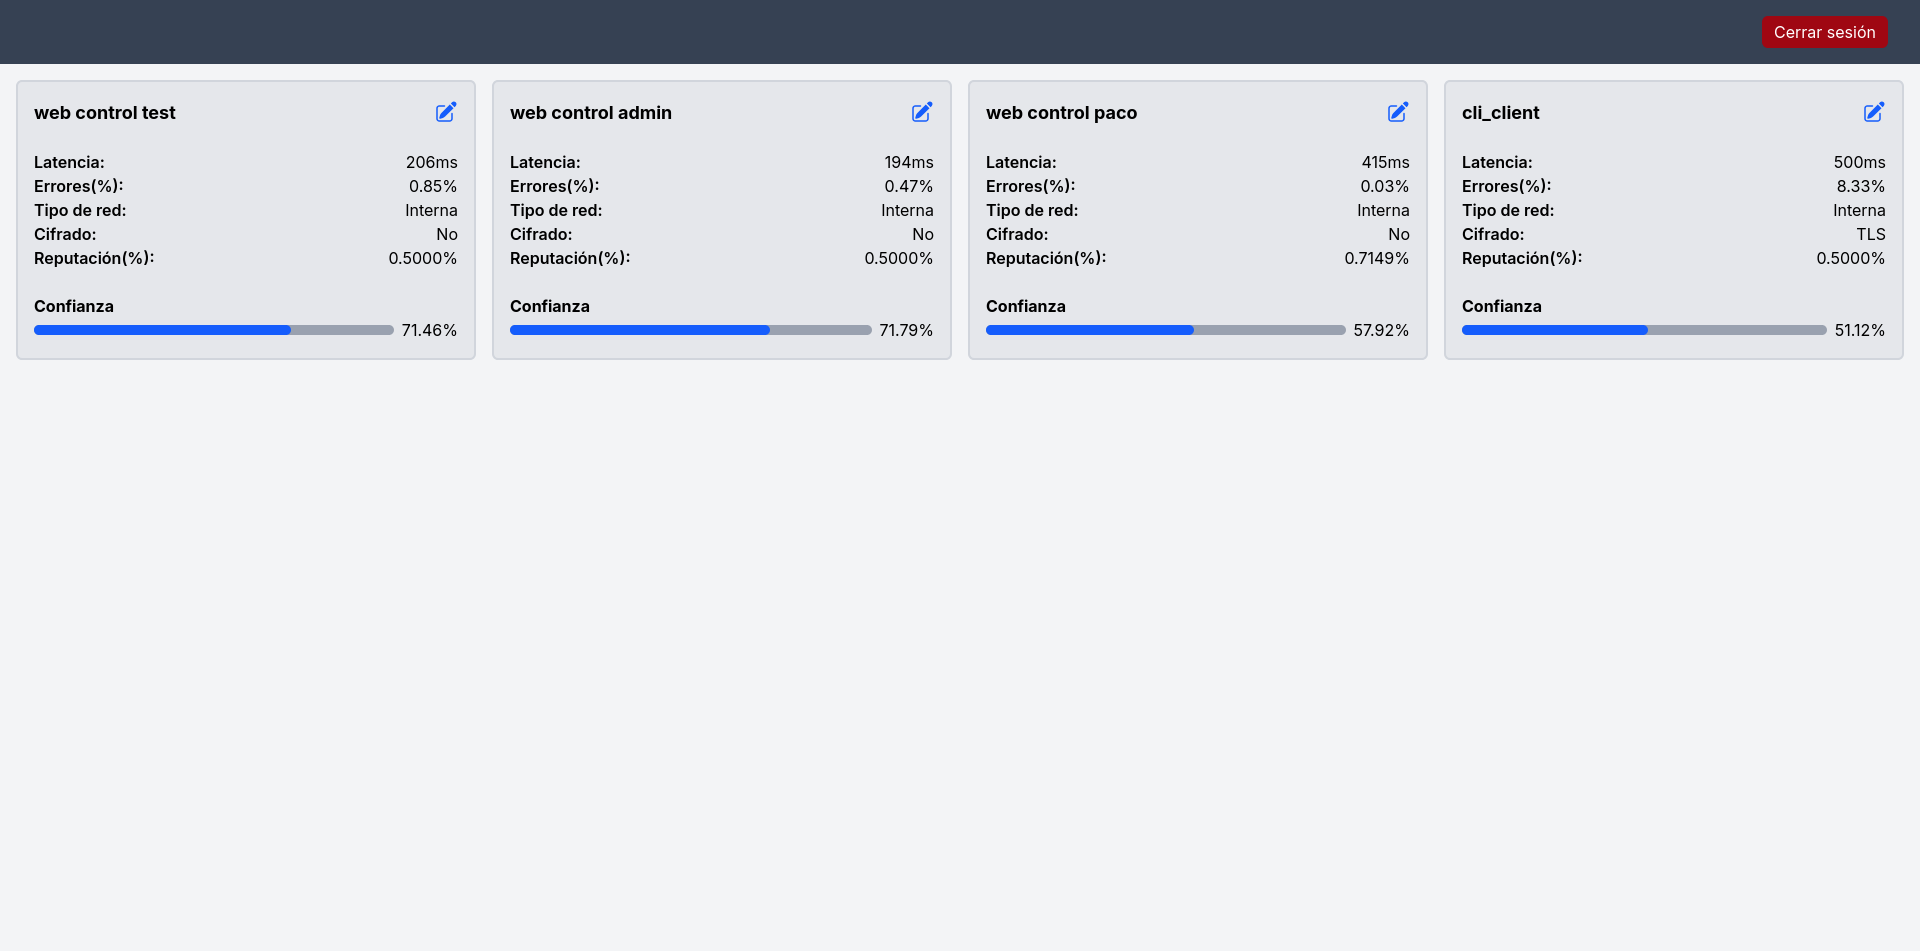 Cerrar sesión
web control test
Latencia: 206ms
Errores(%): 0.85%
Tipo de red: Interna
Cifrado: No
Reputación(%): 0.5000%
Confianza
71.46%
web control admin
Latencia: 194ms
Errores(%): 0.47%
Tipo de red: Interna
Cifrado: No
Reputación(%): 0.5000%
Confianza
71.79%
web control paco
Latencia: 415ms
Errores(%): 0.03%
Tipo de red: Interna
Cifrado: No
Reputación(%): 0.7149%
Confianza
57.92%
cli_client
Latencia: 500ms
Errores(%): 8.33%
Tipo de red: Interna
Cifrado: TLS
Reputación(%): 0.5000%
Confianza
51.12%